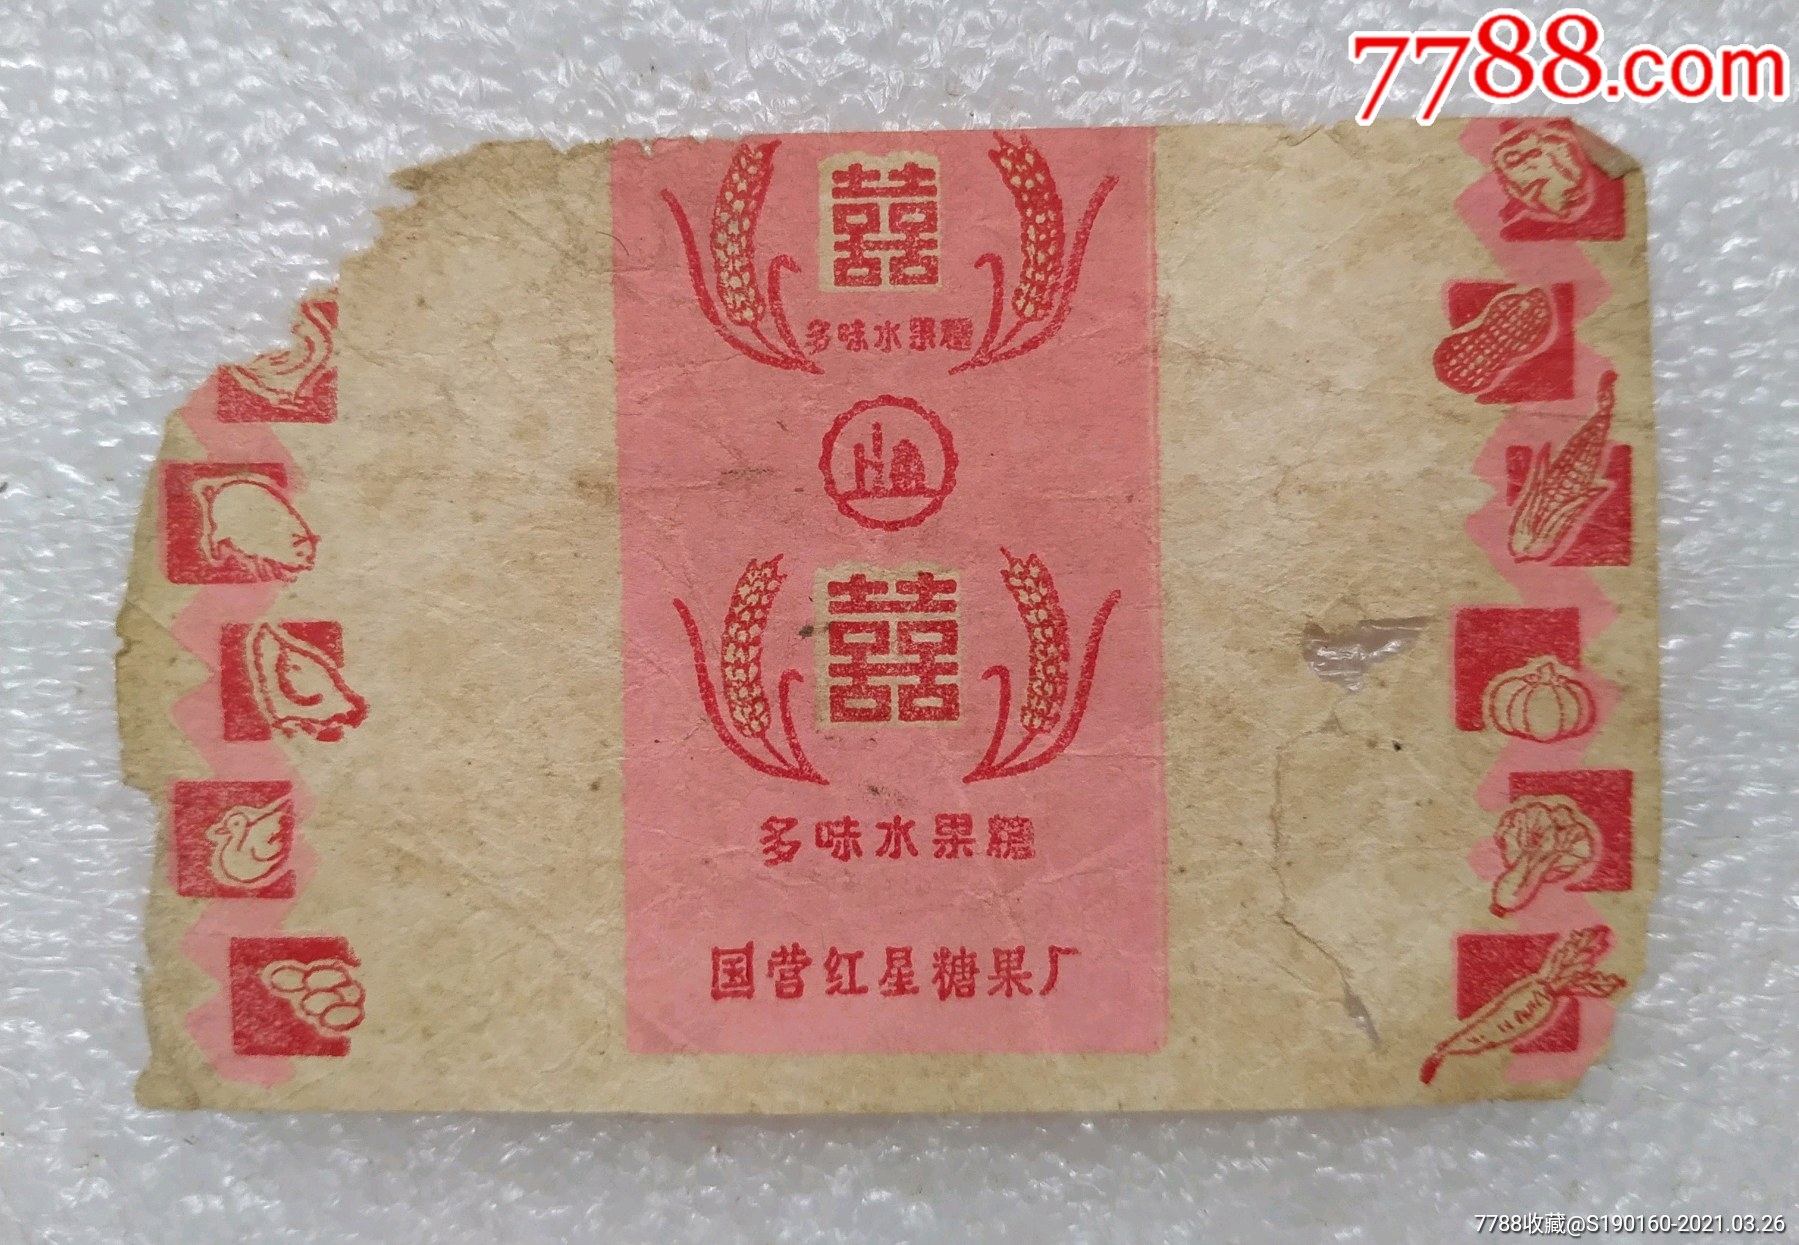 7788.com
囍
多味水果糖
囍
多味水果糖
国营红星糖果厂
7788收藏@S190160-2021.03.26